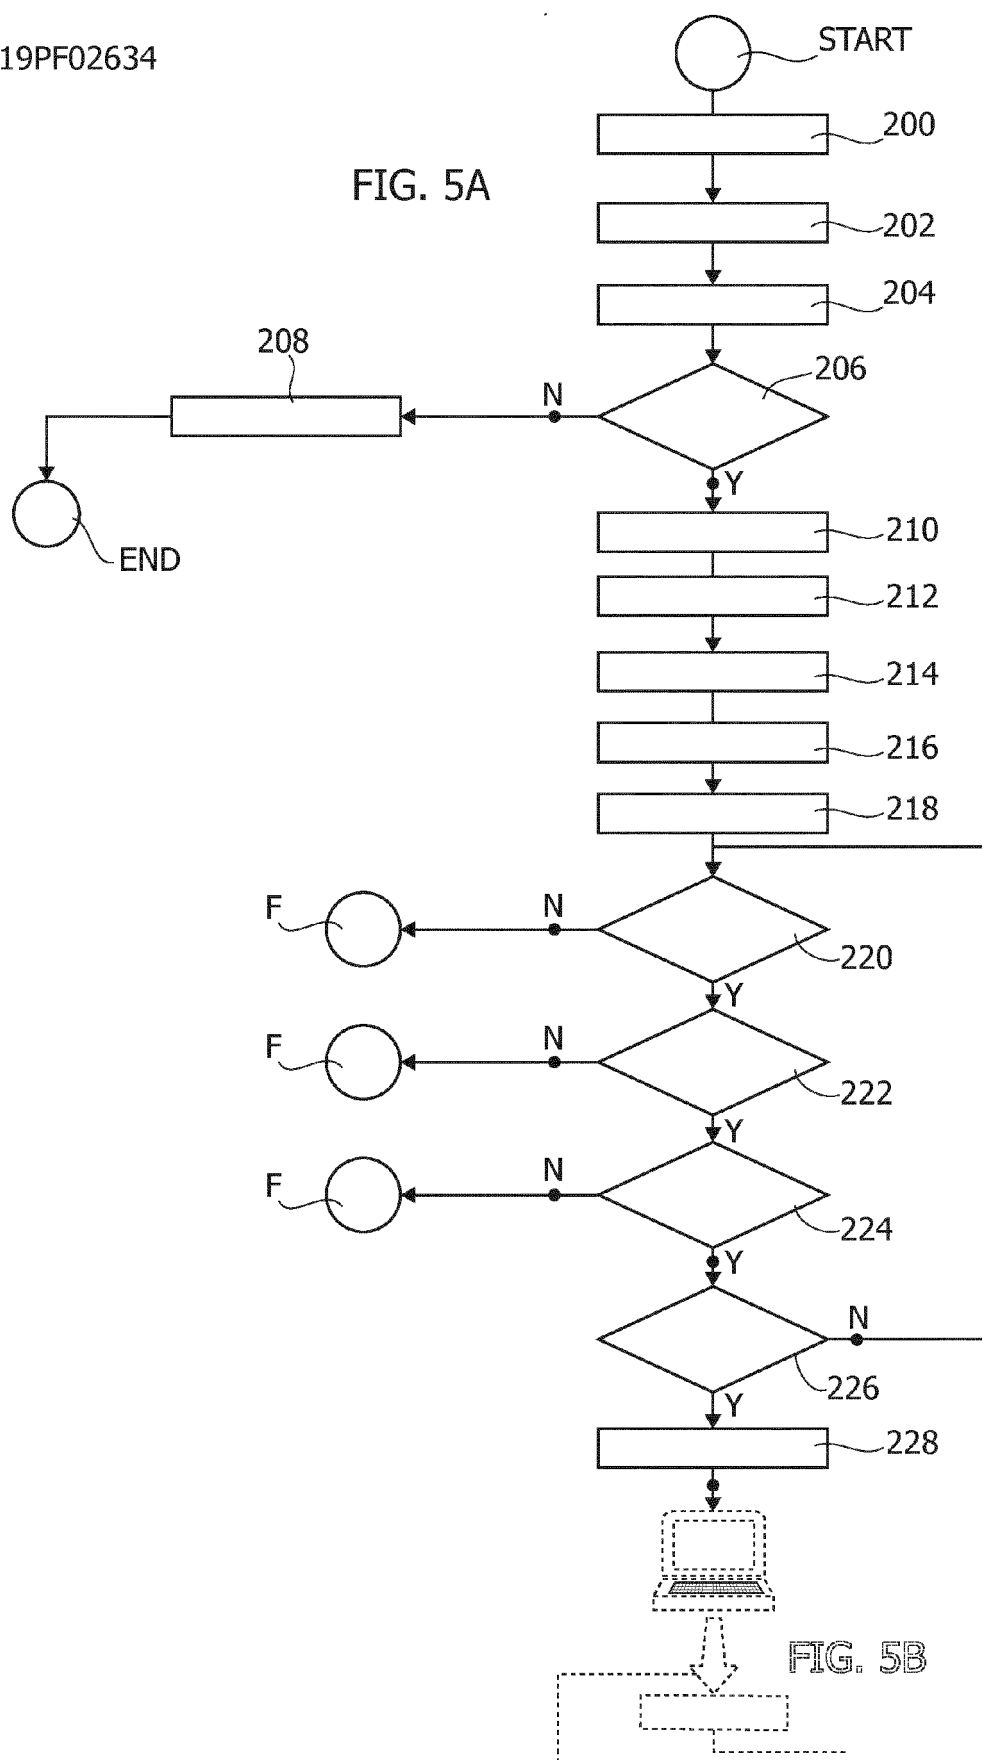 19PF02634
START
200
FIG. 5A
202
204
208
N
206
Y
END
210
212
214
216
218
F
N
220
Y
F
N
222
Y
F
N
224
Y
N
226
Y
228
FIG. 5B